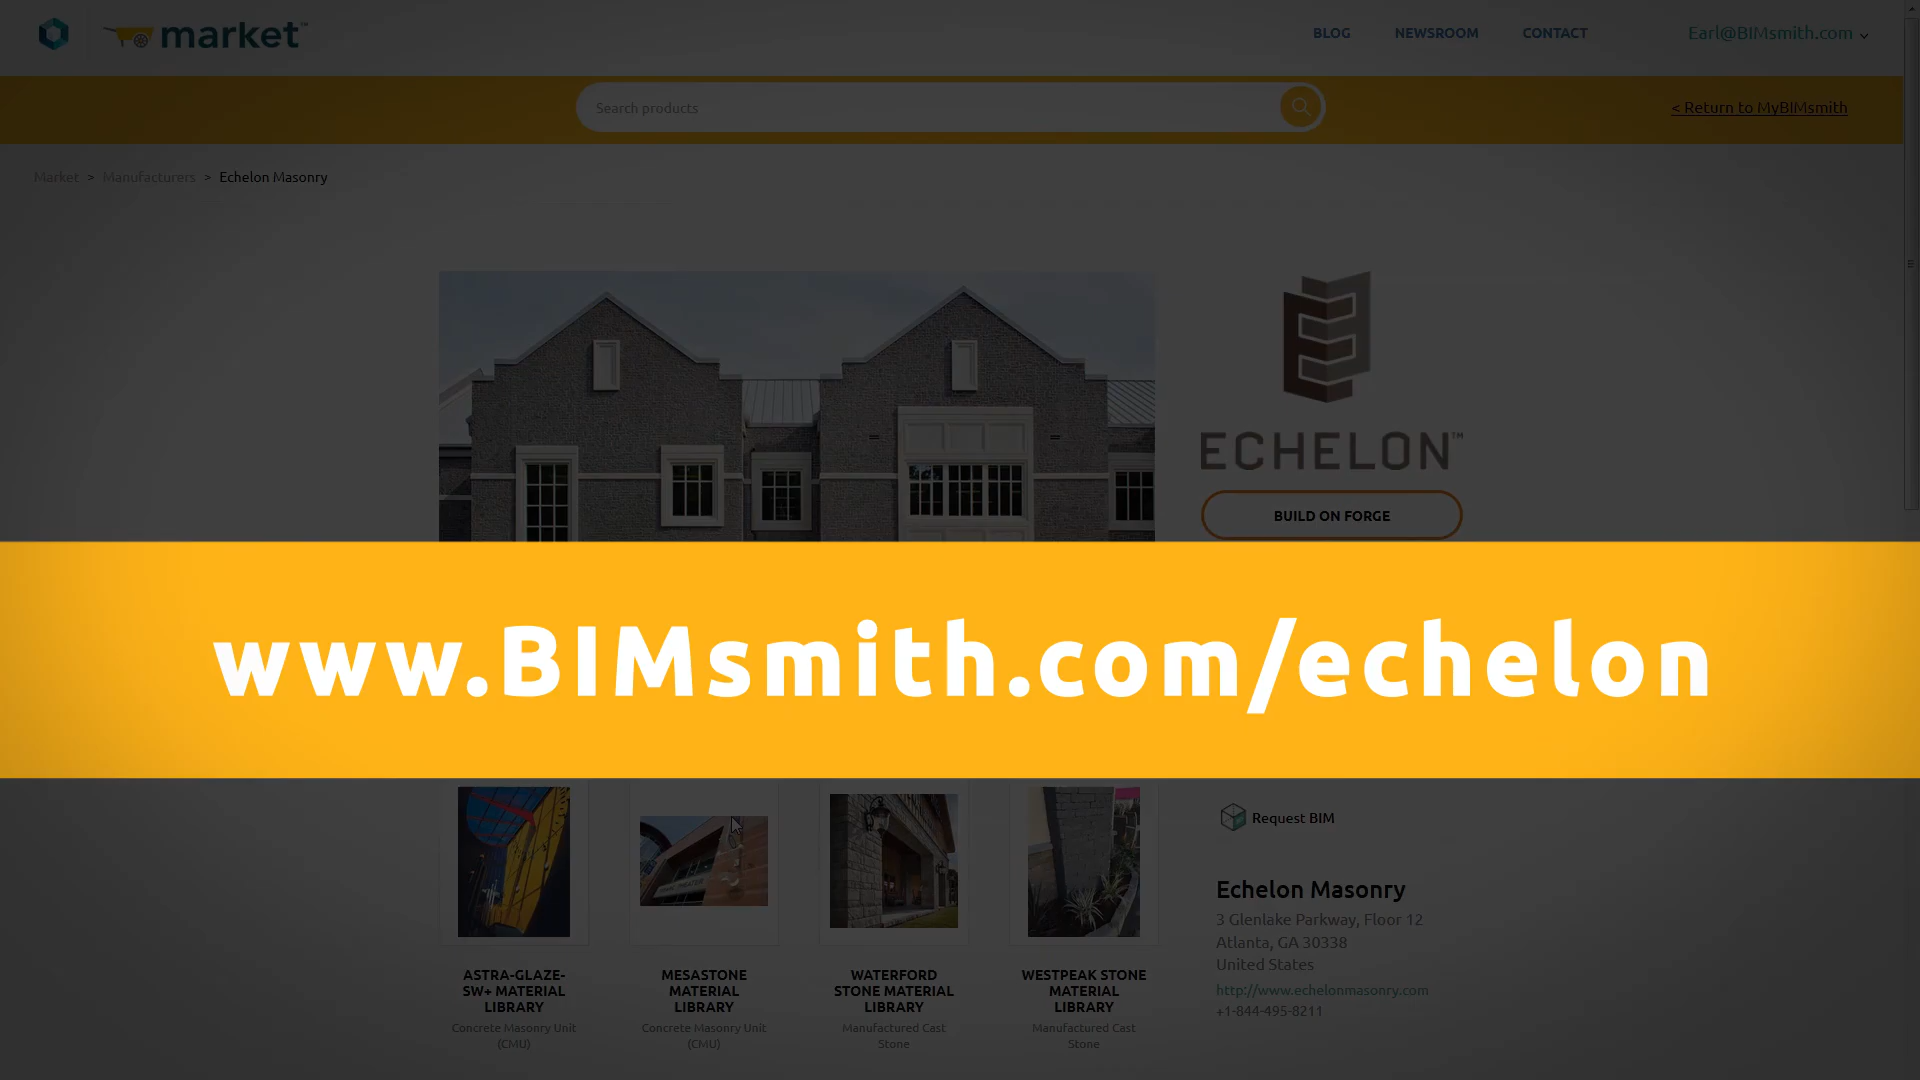 market™
BLOG
NEWSROOM
CONTACT
Earl@BIMsmith.com
Search products
< Return to MyBIMsmith
Market > Manufacturers > Echelon Masonry
ECHELON™
BUILD ON FORGE
www.BIMsmith.com/echelon
Request BIM
ASTRA-GLAZE-
SW+ MATERIAL
LIBRARY
Concrete Masonry Unit
(CMU)
MESASTONE
MATERIAL
LIBRARY
Concrete Masonry Unit
(CMU)
WATERFORD
STONE MATERIAL
LIBRARY
Manufactured Cast
Stone
WESTPEAK STONE
MATERIAL
LIBRARY
Manufactured Cast
Stone
Echelon Masonry
3 Glenlake Parkway, Floor 12
Atlanta, GA 30338
United States
http://www.echelonmasonry.com
+1-844-495-8211